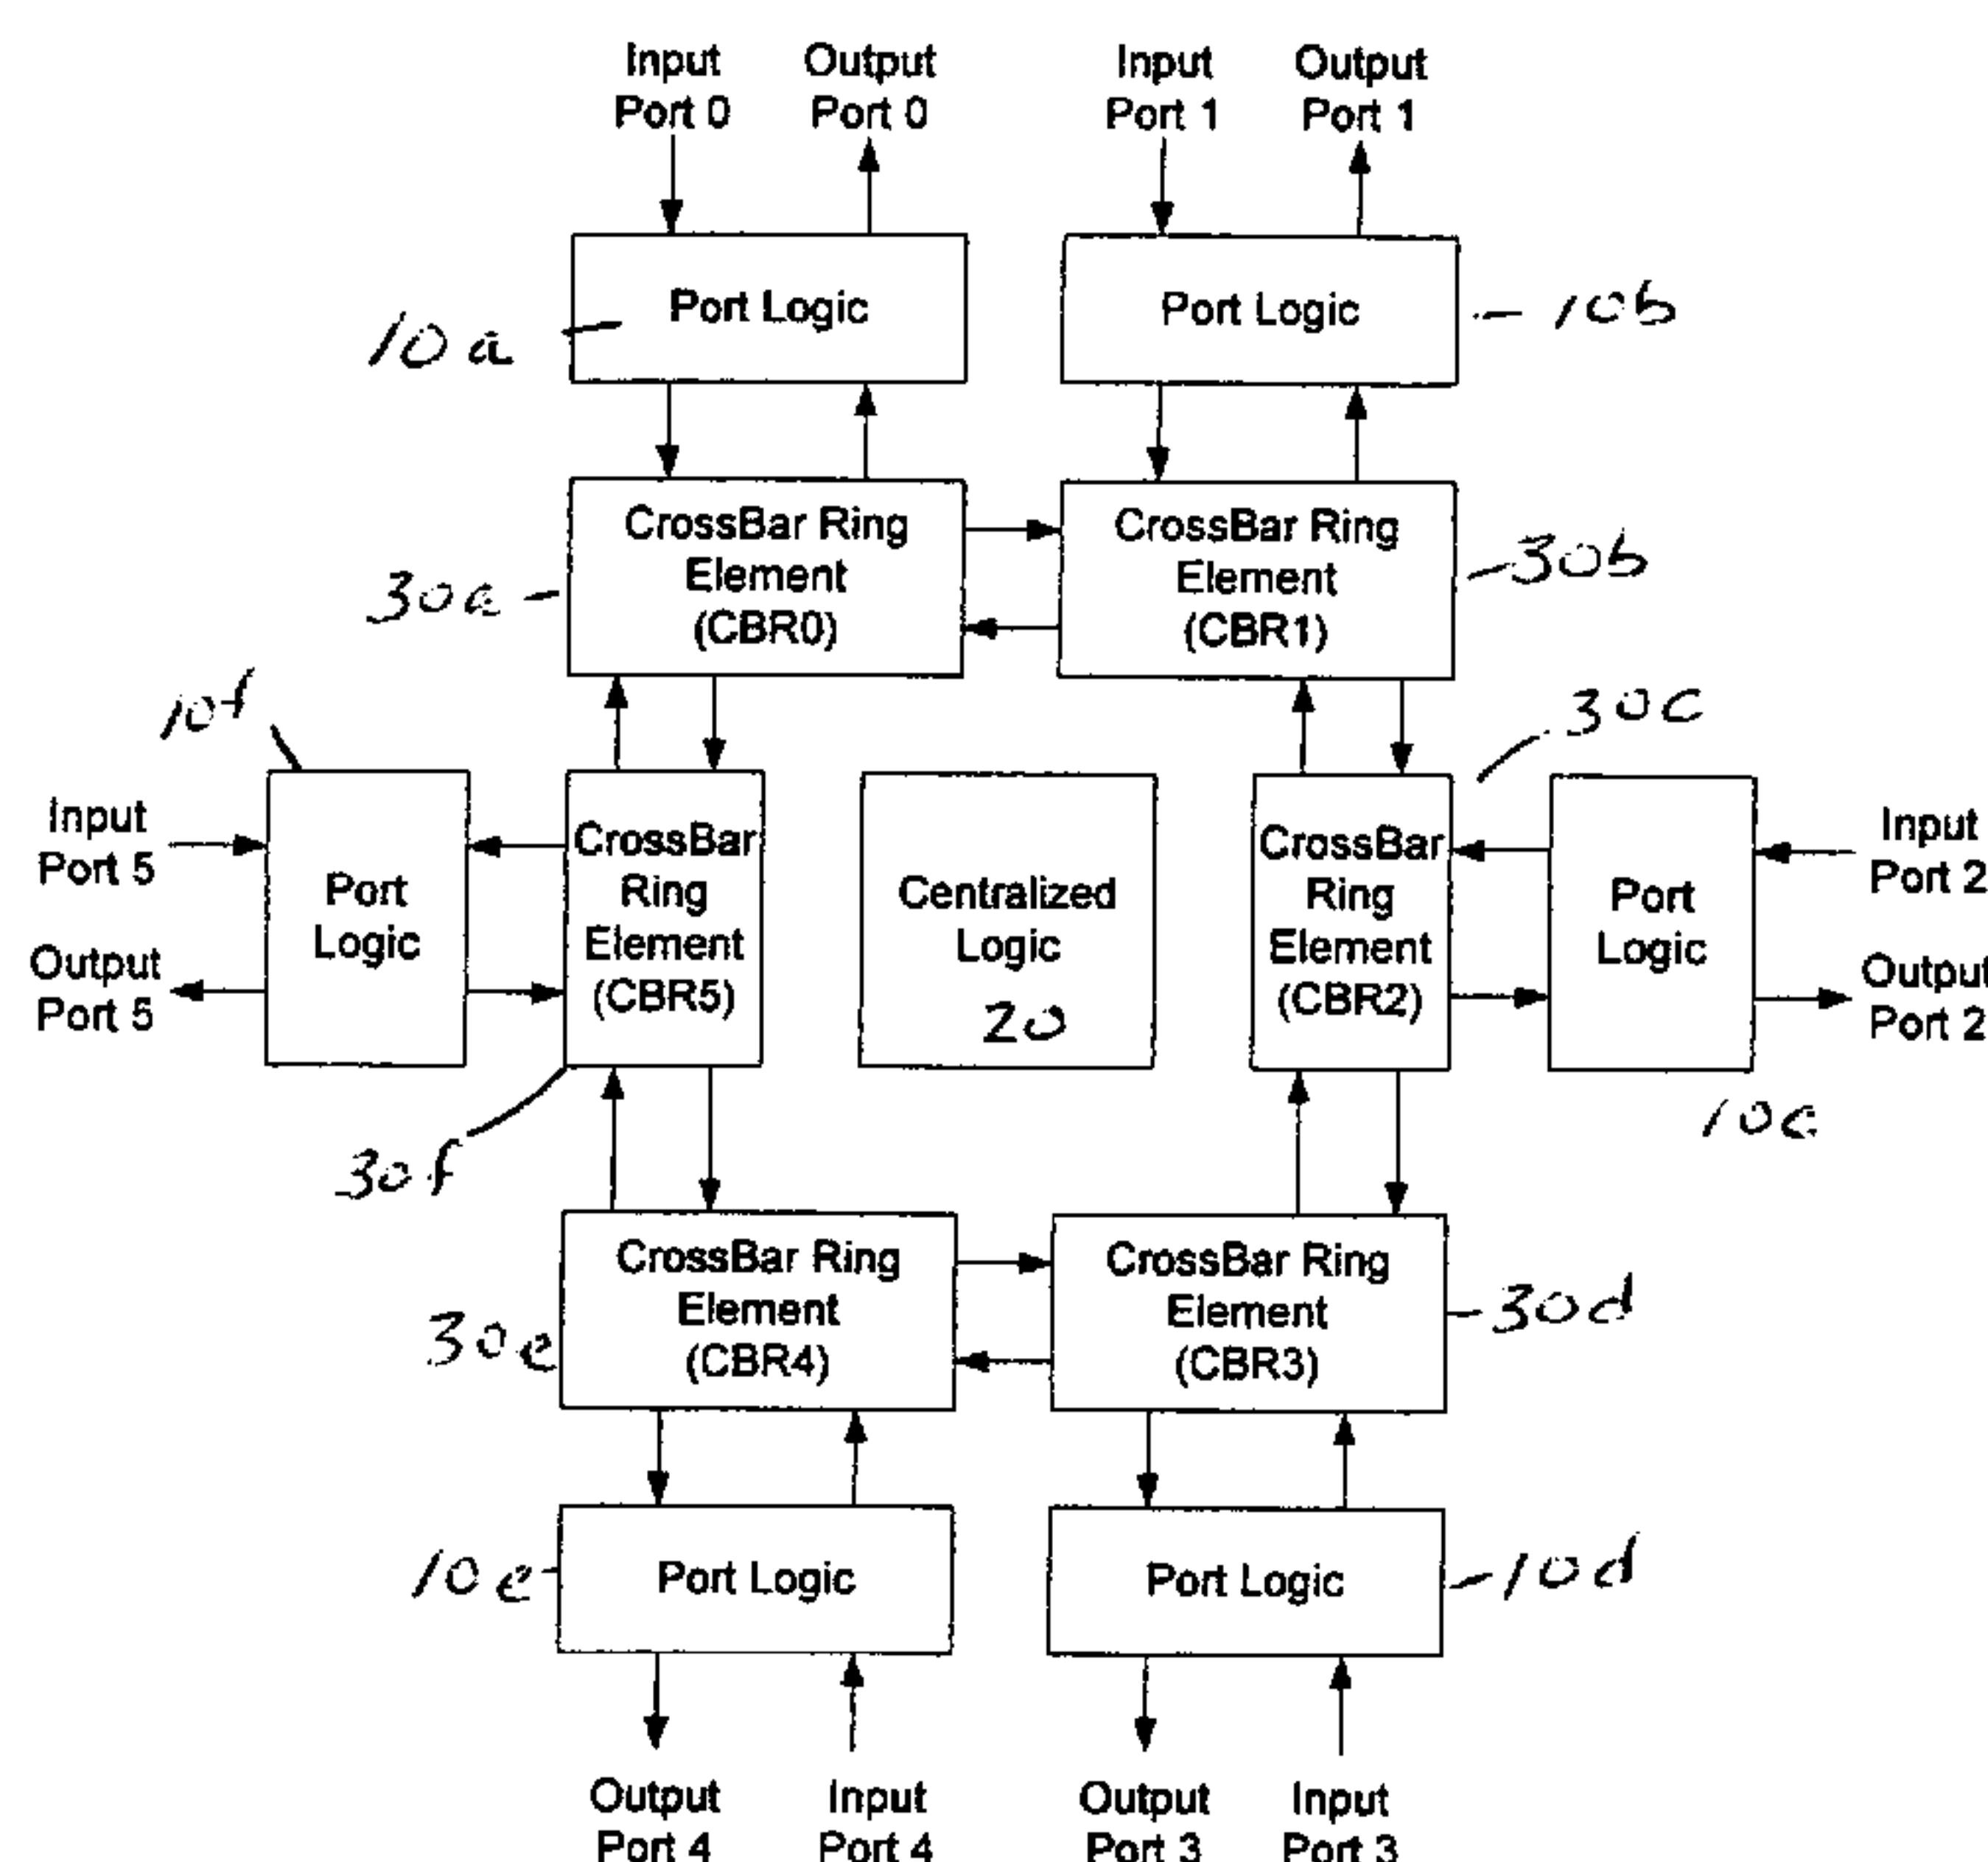 Input
Port 0
Output
Port 0
Input
Port 1
Output
Port 1
Port Logic
10a
Port Logic
10b
CrossBar Ring
Element
(CBR0)
30a
CrossBar Ring
Element
(CBR1)
30b
10f
30c
Input
Port 5
Output
Port 5
Port
Logic
CrossBar
Ring
Element
(CBR5)
Centralized
Logic
20
CrossBar
Ring
Element
(CBR2)
Port
Logic
Input
Port 2
Output
Port 2
10c
30f
CrossBar Ring
Element
(CBR4)
30e
CrossBar Ring
Element
(CBR3)
30d
10e
Port Logic
Port Logic
10d
Output
Port 4
Input
Port 4
Output
Port 3
Input
Port 3